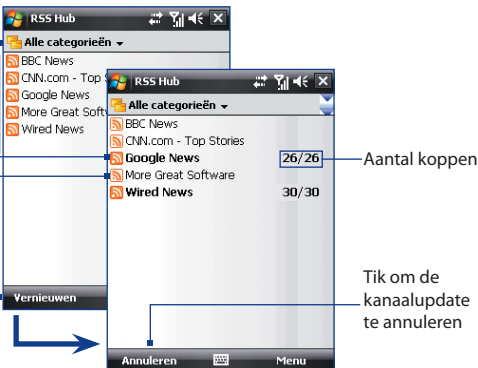 RSS Hub
Alle categorieën
BBC News
CNN.com - Top S
Google News
More Great Soft
Wired News
Vernieuwen
RSS Hub
Alle categorieën
BBC News
CNN.com - Top Stories
Google News 26/26
More Great Software
Wired News 30/30
Annuleren Menu
Aantal koppen
Tik om de
kanaalupdate
te annuleren